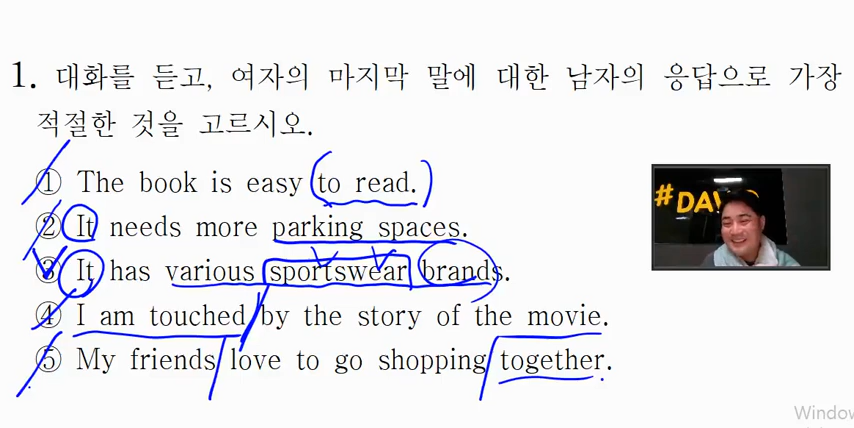 1. 대화를 듣고, 여자의 마지막 말에 대한 남자의 응답으로 가장
적절한 것을 고르시오.
① The book is easy to read.
② It needs more parking spaces.
③ It has various sportswear brands.
④ I am touched by the story of the movie.
⑤ My friends love to go shopping together.